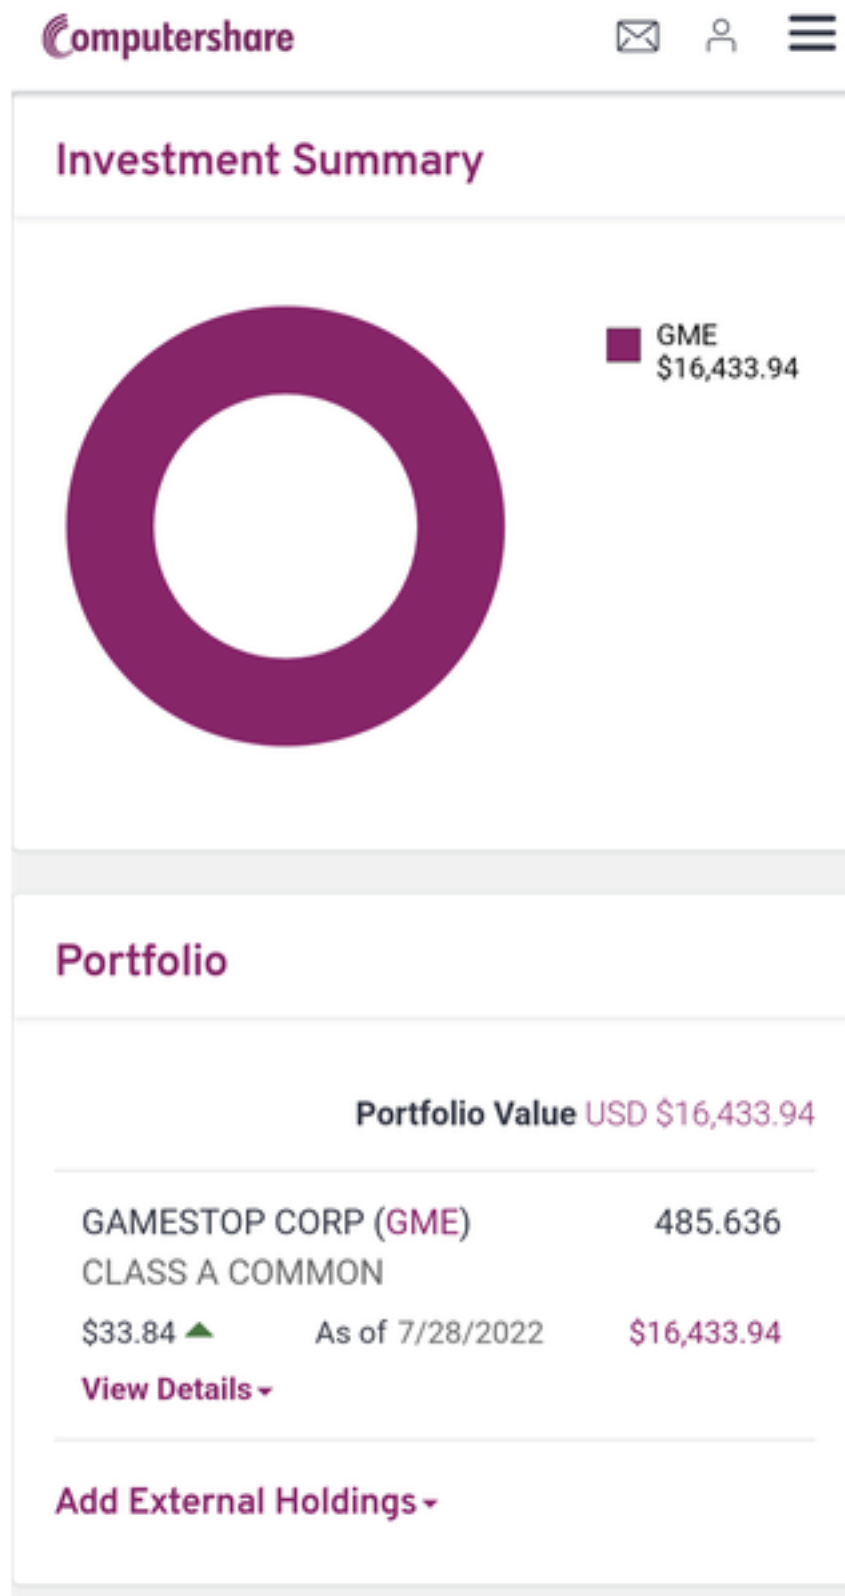 Computershare
Investment Summary
GME
$16,433.94
Portfolio
Portfolio Value USD $16,433.94
GAMESTOP CORP (GME) 485.636
CLASS A COMMON
$33.84 As of 7/28/2022 $16,433.94
View Details
Add External Holdings